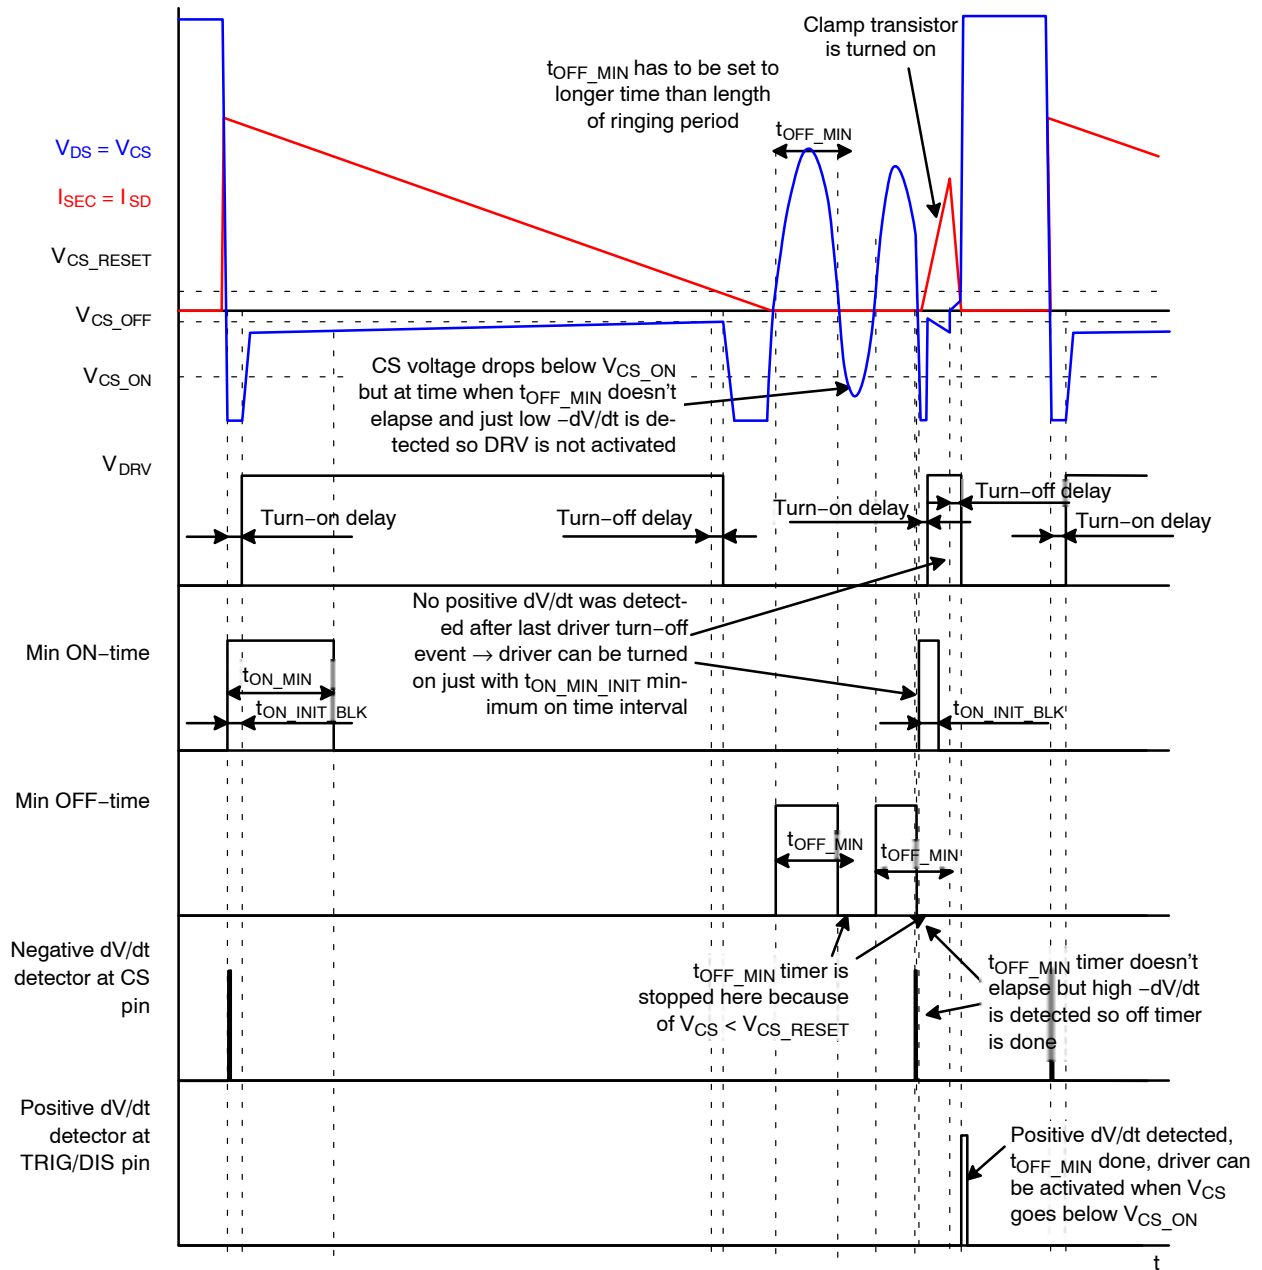 Clamp transistor
is turned on
tOFF_MIN has to be set to
longer time than length
of ringing period
tOFF_MIN
VDS = VCS
ISEC = ISD
VCS_RESET
VCS_OFF
VCS_ON
CS voltage drops below VCS_ON
but at time when tOFF_MIN doesn't
elapse and just low -dV/dt is de-
tected so DRV is not activated
VDRV
Turn−on delay
Turn−off delay
Turn−on delay
Turn−off delay
Turn−on delay
No positive dV/dt was detect-
ed after last driver turn−off
event → driver can be turned
on just with tON_MIN_INIT min-
imum on time interval
Min ON−time
tON_MIN
tON_INIT_BLK
tON_INIT_BLK
Min OFF−time
tOFF_MIN
tOFF_MIN
Negative dV/dt
detector at CS
pin
tOFF_MIN timer is
stopped here because
of VCS < VCS_RESET
tOFF_MIN timer doesn't
elapse but high −dV/dt
is detected so off timer
is done
Positive dV/dt
detector at
TRIG/DIS pin
Positive dV/dt detected,
tOFF_MIN done, driver can
be activated when VCS
goes below VCS_ON
t